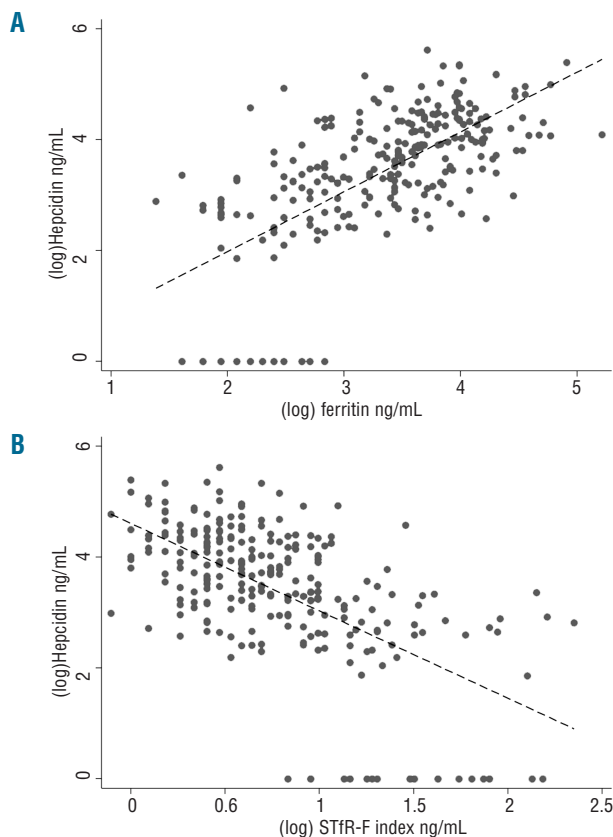 A
(log)Hepcidin ng/mL
6
4
2
0
1 2 3 4 5
(log) ferritin ng/mL
B
(log)Hepcidin ng/mL
6
4
2
0
0 0.6 1 1.5 2 2.5
(log) STfR-F index ng/mL